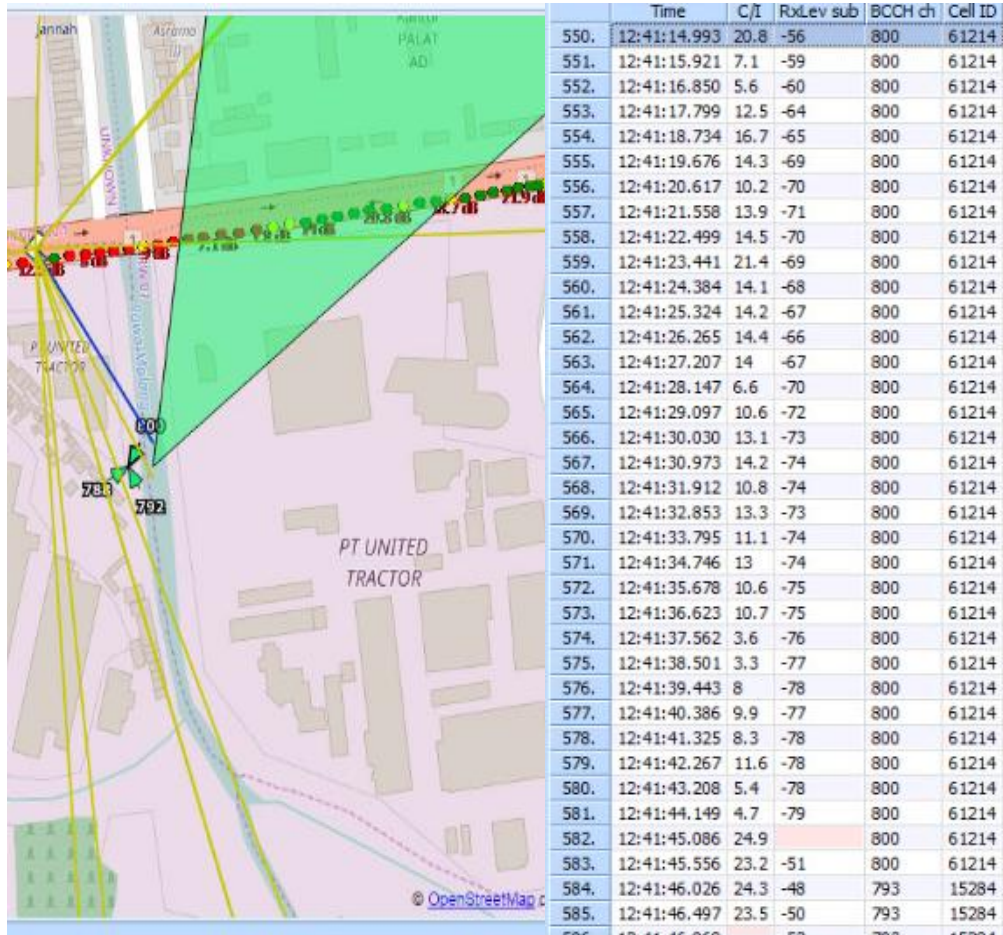 jannah
Asrama
III
Kantor
PALAT
AD
UNKNOWN
20.8 dB
21.9 dB
PT UNITED
TRACTOR
800
788
792
PT UNITED
TRACTOR
© OpenStreetMap
Time C/I RxLev sub BCCH ch Cell ID
550. 12:41:14.993 20.8 -56 800 61214
551. 12:41:15.921 7.1 -59 800 61214
552. 12:41:16.850 5.6 -60 800 61214
553. 12:41:17.799 12.5 -64 800 61214
554. 12:41:18.734 16.7 -65 800 61214
555. 12:41:19.676 14.3 -69 800 61214
556. 12:41:20.617 10.2 -70 800 61214
557. 12:41:21.558 13.9 -71 800 61214
558. 12:41:22.499 14.5 -70 800 61214
559. 12:41:23.441 21.4 -69 800 61214
560. 12:41:24.384 14.1 -68 800 61214
561. 12:41:25.324 14.2 -67 800 61214
562. 12:41:26.265 14.4 -66 800 61214
563. 12:41:27.207 14 -67 800 61214
564. 12:41:28.147 6.6 -70 800 61214
565. 12:41:29.097 10.6 -72 800 61214
566. 12:41:30.030 13.1 -73 800 61214
567. 12:41:30.973 14.2 -74 800 61214
568. 12:41:31.912 10.8 -74 800 61214
569. 12:41:32.853 13.3 -73 800 61214
570. 12:41:33.795 11.1 -74 800 61214
571. 12:41:34.746 13 -74 800 61214
572. 12:41:35.678 10.6 -75 800 61214
573. 12:41:36.623 10.7 -75 800 61214
574. 12:41:37.562 3.6 -76 800 61214
575. 12:41:38.501 3.3 -77 800 61214
576. 12:41:39.443 8 -78 800 61214
577. 12:41:40.386 9.9 -77 800 61214
578. 12:41:41.325 8.3 -78 800 61214
579. 12:41:42.267 11.6 -78 800 61214
580. 12:41:43.208 5.4 -78 800 61214
581. 12:41:44.149 4.7 -79 800 61214
582. 12:41:45.086 24.9 800 61214
583. 12:41:45.556 23.2 -51 800 61214
584. 12:41:46.026 24.3 -48 793 15284
585. 12:41:46.497 23.5 -50 793 15284